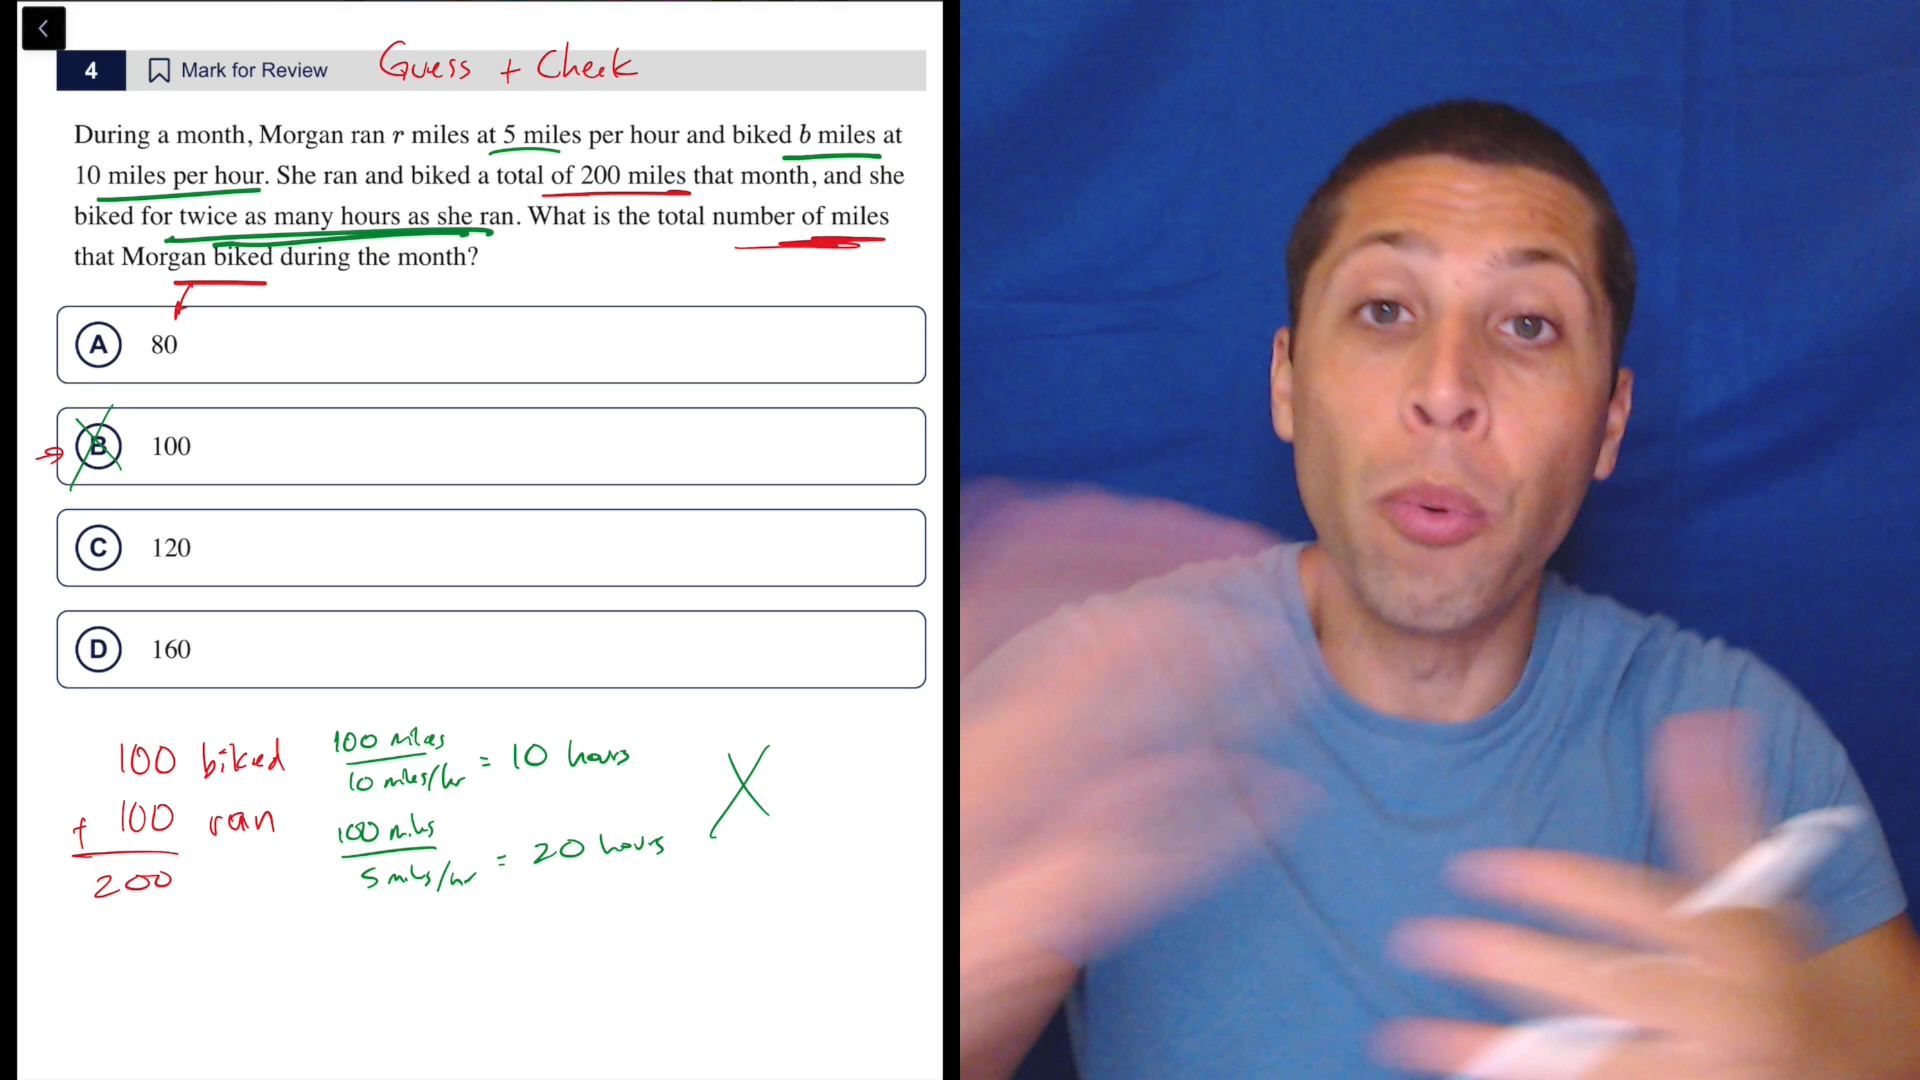 4 Mark for Review Guess + Check
During a month, Morgan ran r miles at 5 miles per hour and biked b miles at
10 miles per hour. She ran and biked a total of 200 miles that month, and she
biked for twice as many hours as she ran. What is the total number of miles
that Morgan biked during the month?
A 80
B 100
C 120
D 160
100 biked
+ 100 ran
200
100 miles
10 miles/hr = 10 hours
100 miles
5 miles/hr = 20 hours
X